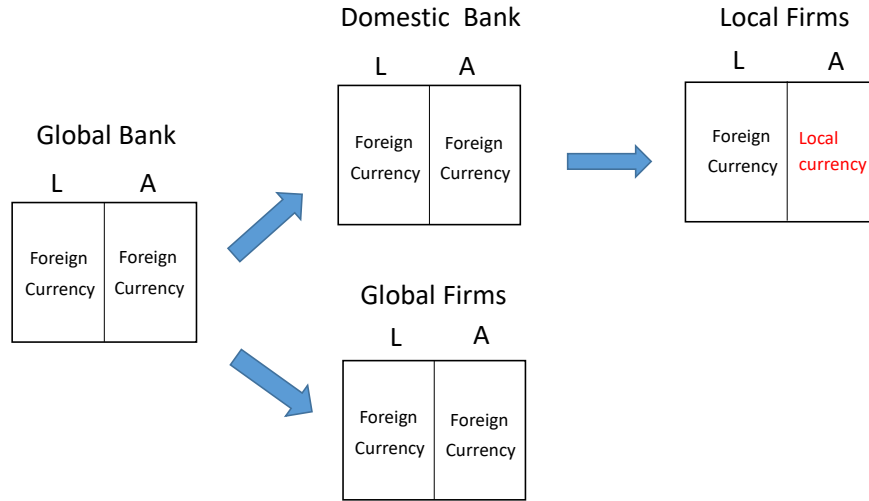 Global Bank
L A
Foreign Currency
Foreign Currency
Domestic Bank
L A
Foreign Currency
Foreign Currency
Local Firms
L A
Foreign Currency
Local currency
Global Firms
L A
Foreign Currency
Foreign Currency